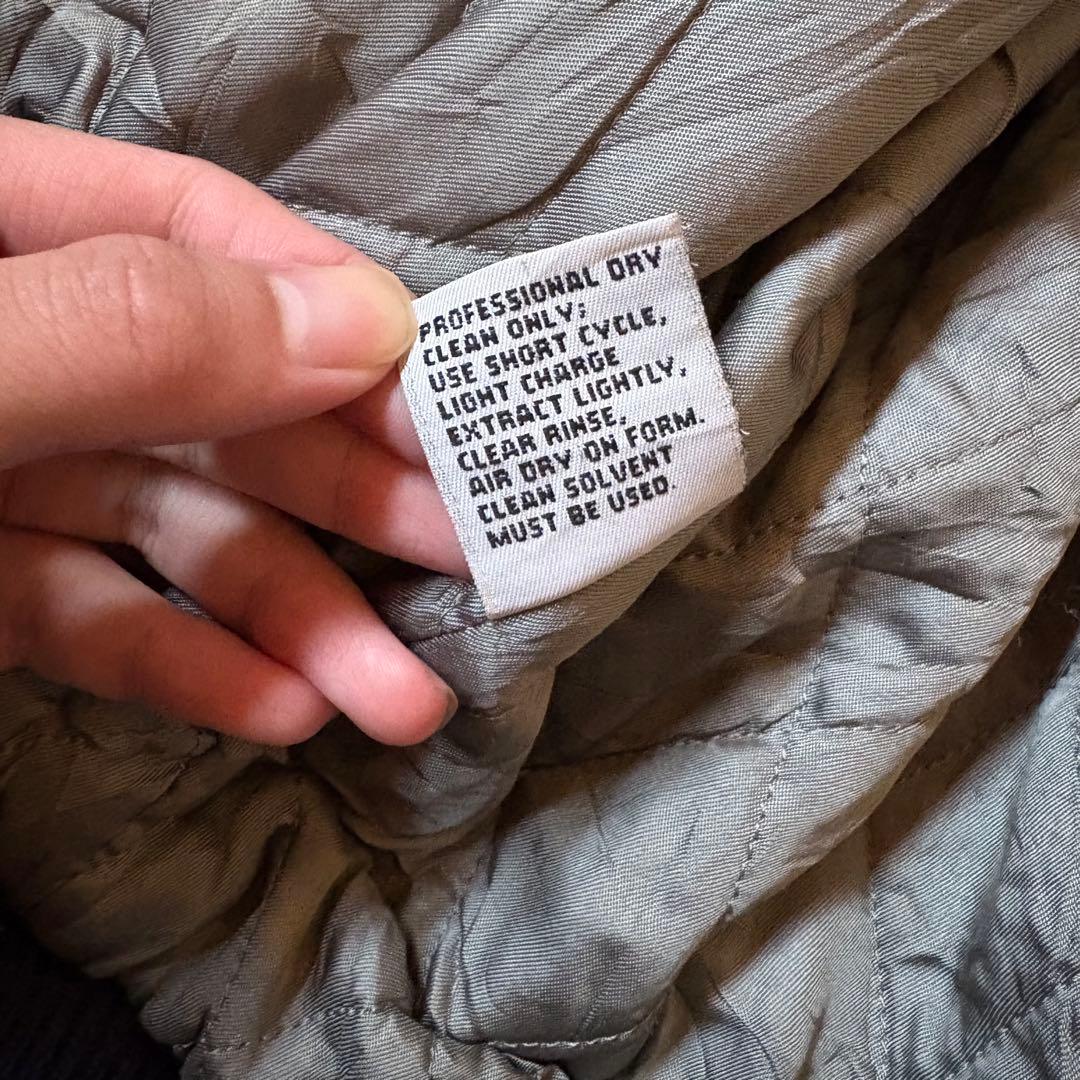 PROFESSIONAL DRY
CLEAN ONLY;
USE SHORT CYCLE,
LIGHT CHARGE
EXTRACT LIGHTLY,
CLEAR RINSE,
AIR DRY ON FORM.
CLEAN SOLVENT
MUST BE USED.